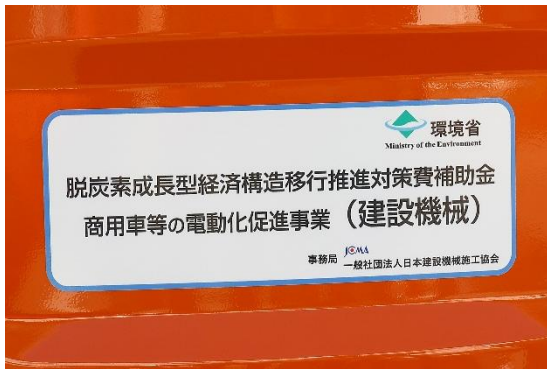 環境省
Ministry of the Environment
脱炭素成長型経済構造移行推進対策費補助金
商用車等の電動化促進事業（建設機械）
事務局 JCMA 一般社団法人日本建設機械施工協会